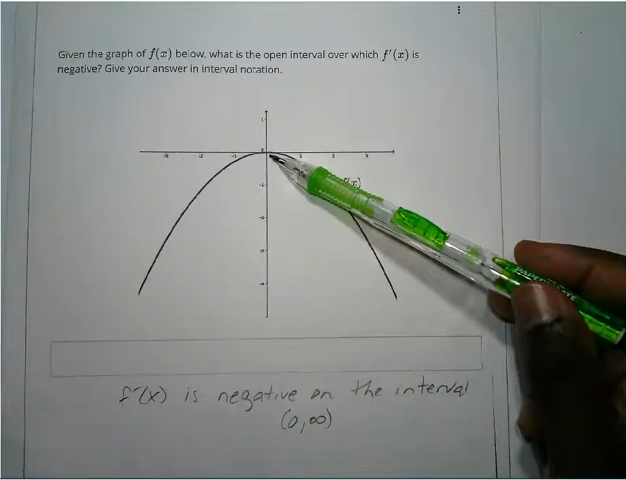 Given the graph of f(x) below, what is the open interval over which f'(x) is
negative? Give your answer in interval notation.
f'(x) is negative on the interval
(0,∞)